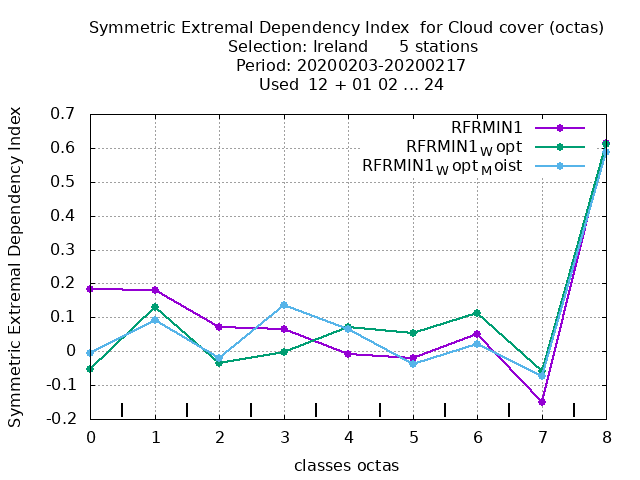 Symmetric Extremal Dependency Index for Cloud cover (octas)
Selection: Ireland 5 stations
Period: 20200203-20200217
Used 12 + 01 02 ... 24
Symmetric Extremal Dependency Index
0.7
0.6
0.5
0.4
0.3
0.2
0.1
0
-0.1
-0.2
RFRMIN1
RFRMIN1Wopt
RFRMIN1WoptMoist
0 1 2 3 4 5 6 7 8
classes octas